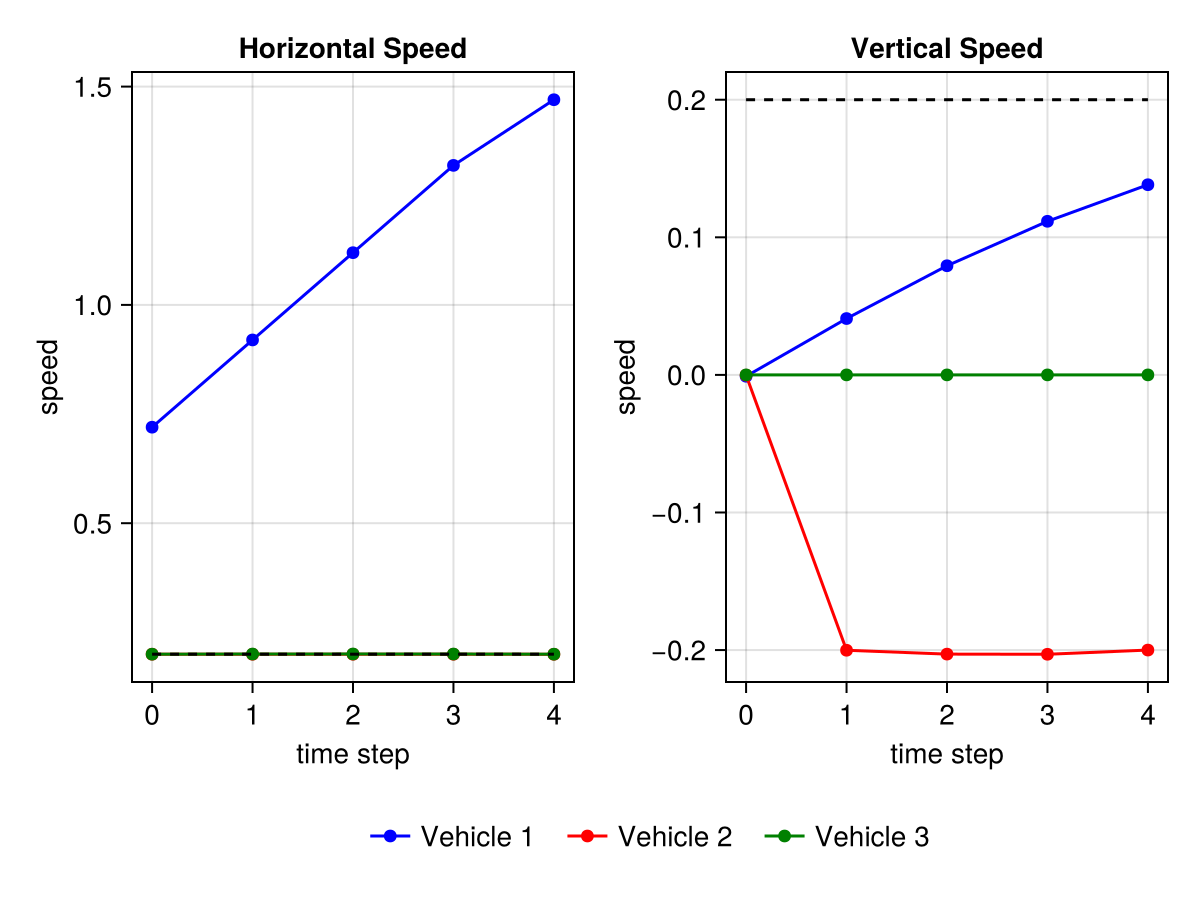 Horizontal Speed
1.5
1.0
0.5
speed
0 1 2 3 4
time step
Vertical Speed
0.2
0.1
0.0
−0.1
−0.2
speed
0 1 2 3 4
time step
Vehicle 1 Vehicle 2 Vehicle 3